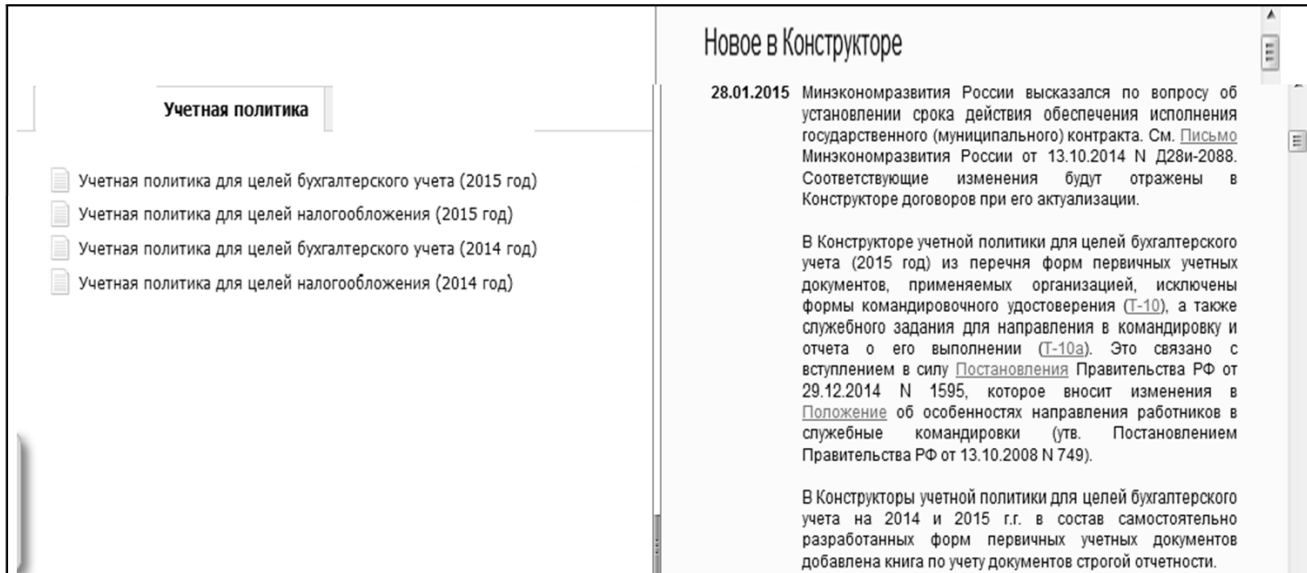 Учетная политика
Учетная политика для целей бухгалтерского учета (2015 год)
Учетная политика для целей налогообложения (2015 год)
Учетная политика для целей бухгалтерского учета (2014 год)
Учетная политика для целей налогообложения (2014 год)
Новое в Конструкторе
28.01.2015 Минэкономразвития России высказался по вопросу об
установлении срока действия обеспечения исполнения
государственного (муниципального) контракта. См. Письмо
Минэкономразвития России от 13.10.2014 N Д28и-2088.
Соответствующие изменения будут отражены в
Конструкторе договоров при его актуализации.
В Конструкторе учетной политики для целей бухгалтерского
учета (2015 год) из перечня форм первичных учетных
документов, применяемых организацией, исключены
формы командировочного удостоверения (Т-10), а также
служебного задания для направления в командировку и
отчета о его выполнении (Т-10а). Это связано с
вступлением в силу Постановления Правительства РФ от
29.12.2014 N 1595, которое вносит изменения в
Положение об особенностях направления работников в
служебные командировки (утв. Постановлением
Правительства РФ от 13.10.2008 N 749).
В Конструкторы учетной политики для целей бухгалтерского
учета на 2014 и 2015 г.г. в состав самостоятельно
разработанных форм первичных учетных документов
добавлена книга по учету документов строгой отчетности.